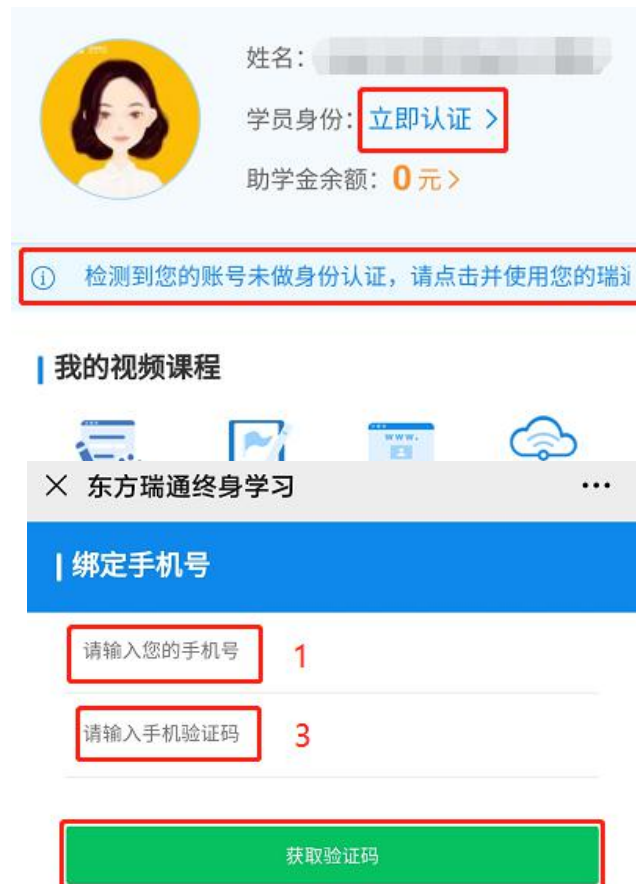 姓名：
学员身份：立即认证 >
助学金余额：0元>
检测到您的账号未做身份认证，请点击并使用您的瑞
我的视频课程
www.
东方瑞通终身学习
绑定手机号
请输入您的手机号 1
请输入手机验证码 3
获取验证码